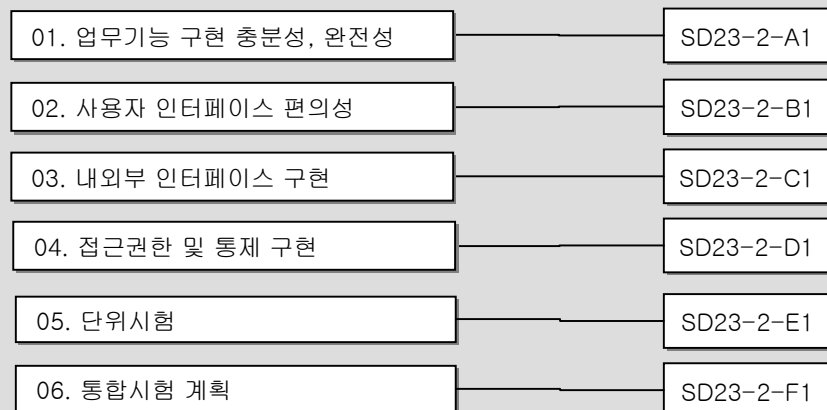 01. 업무기능 구현 충분성, 완전성
SD23-2-A1
02. 사용자 인터페이스 편의성
SD23-2-B1
03. 내외부 인터페이스 구현
SD23-2-C1
04. 접근권한 및 통제 구현
SD23-2-D1
05. 단위시험
SD23-2-E1
06. 통합시험 계획
SD23-2-F1